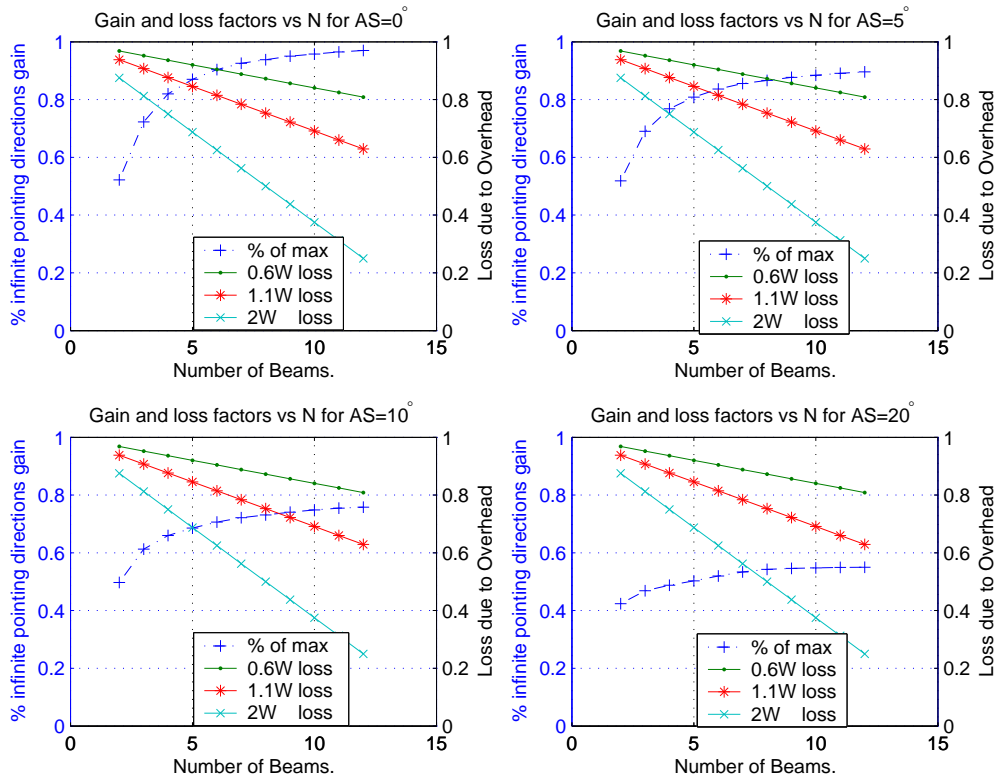 Gain and loss factors vs N for AS=0°
% infinite pointing directions gain
1
0.8
0.6
0.4
0.2
0
0
5
10
15
1
0.8
0.6
0.4
0.2
0
Loss due to Overhead
Number of Beams.
% of max
0.6W loss
1.1W loss
2W loss
Gain and loss factors vs N for AS=5°
% infinite pointing directions gain
1
0.8
0.6
0.4
0.2
0
0
5
10
15
1
0.8
0.6
0.4
0.2
0
Loss due to Overhead
Number of Beams.
% of max
0.6W loss
1.1W loss
2W loss
Gain and loss factors vs N for AS=10°
% infinite pointing directions gain
1
0.8
0.6
0.4
0.2
0
0
5
10
15
1
0.8
0.6
0.4
0.2
0
Loss due to Overhead
Number of Beams.
% of max
0.6W loss
1.1W loss
2W loss
Gain and loss factors vs N for AS=20°
% infinite pointing directions gain
1
0.8
0.6
0.4
0.2
0
0
5
10
15
1
0.8
0.6
0.4
0.2
0
Loss due to Overhead
Number of Beams.
% of max
0.6W loss
1.1W loss
2W loss